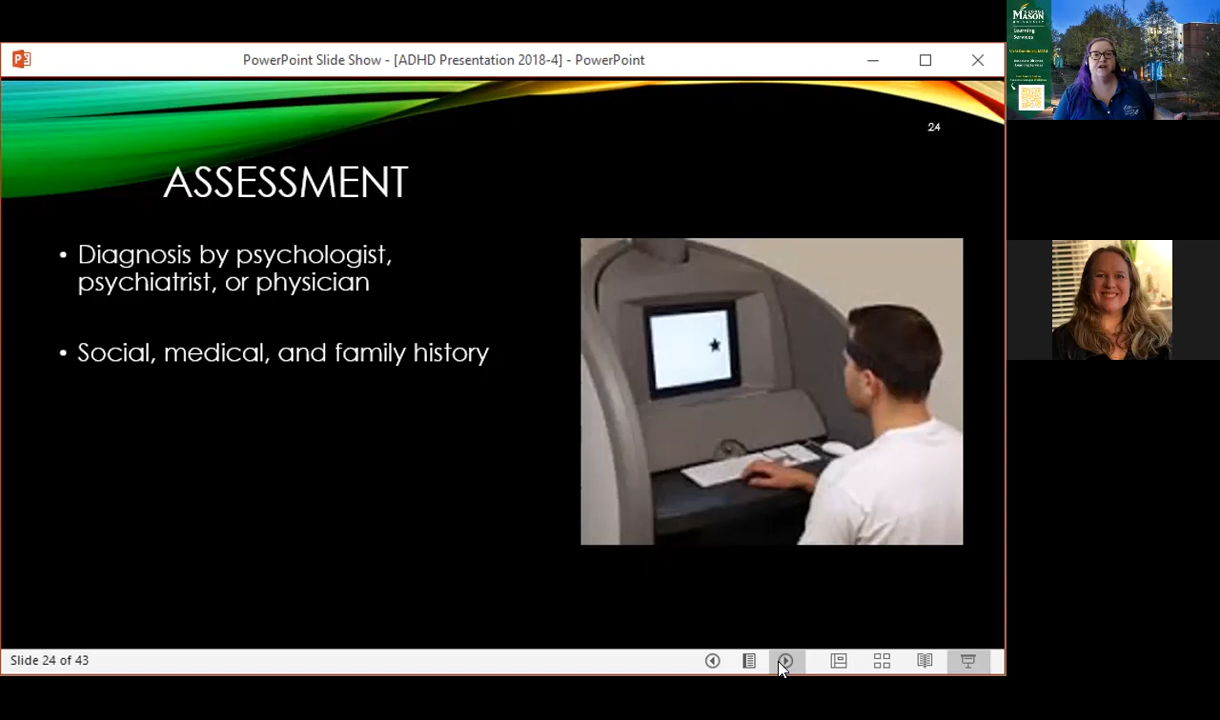 PowerPoint Slide Show - [ADHD Presentation 2018-4] - PowerPoint
24
ASSESSMENT
• Diagnosis by psychologist,
psychiatrist, or physician
• Social, medical, and family history
Slide 24 of 43
MASON
Learning
Services